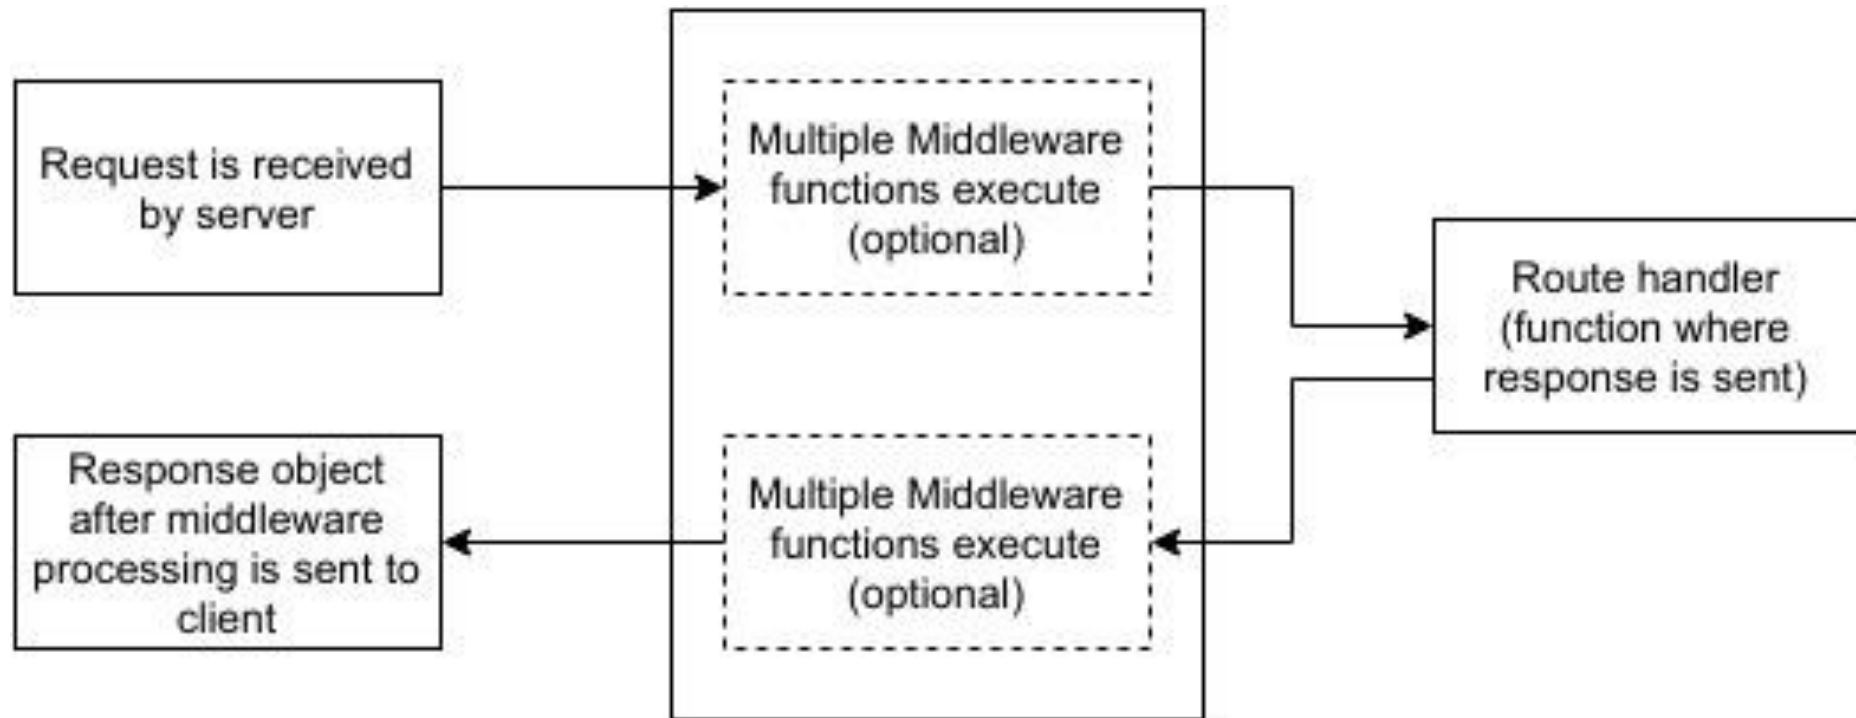 Request is received
by server
Multiple Middleware
functions execute
(optional)
Route handler
(function where
response is sent)
Response object
after middleware
processing is sent to
client
Multiple Middleware
functions execute
(optional)